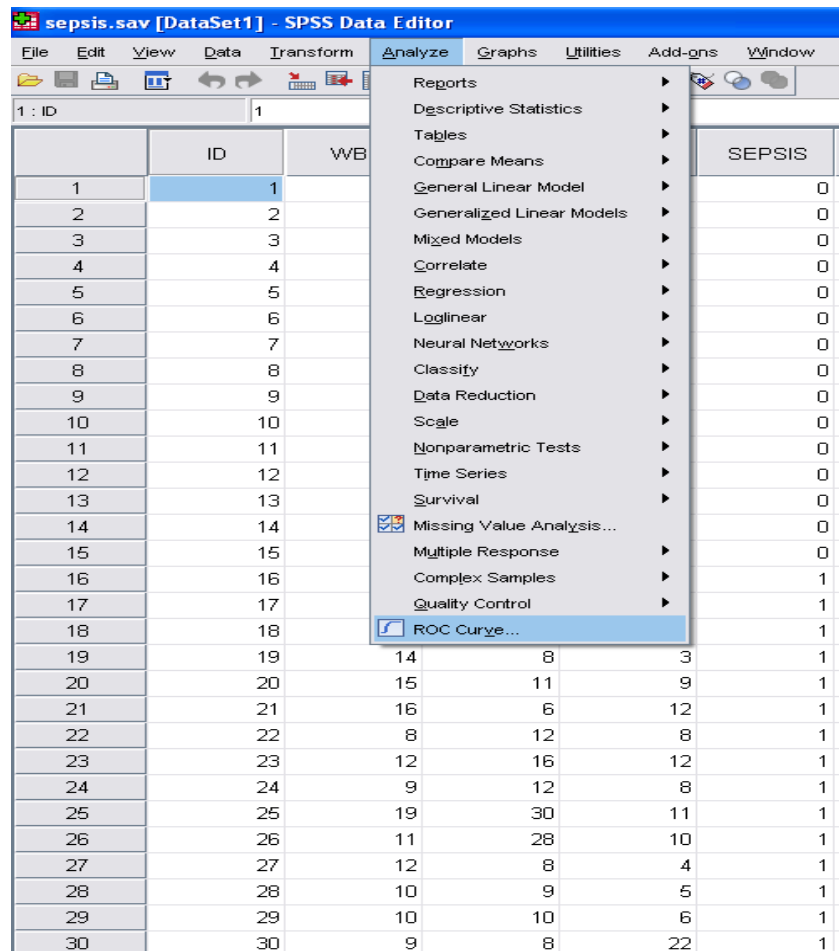 sepsis.sav [DataSet1] - SPSS Data Editor
File Edit View Data Transform Analyze Graphs Utilities Add-ons Window
1 : ID 1
ID WB SEPSIS
Reports
Descriptive Statistics
Tables
Compare Means
General Linear Model
Generalized Linear Models
Mixed Models
Correlate
Regression
Loglinear
Neural Networks
Classify
Data Reduction
Scale
Nonparametric Tests
Time Series
Survival
Missing Value Analysis...
Multiple Response
Complex Samples
Quality Control
ROC Curve...
1 1 0
2 2 0
3 3 0
4 4 0
5 5 0
6 6 0
7 7 0
8 8 0
9 9 0
10 10 0
11 11 0
12 12 0
13 13 0
14 14 0
15 15 0
16 16 1
17 17 1
18 18 1
19 19 14 8 3 1
20 20 15 11 9 1
21 21 16 6 12 1
22 22 8 12 8 1
23 23 12 16 12 1
24 24 9 12 8 1
25 25 19 30 11 1
26 26 11 28 10 1
27 27 12 8 4 1
28 28 10 9 5 1
29 29 10 10 6 1
30 30 9 8 22 1